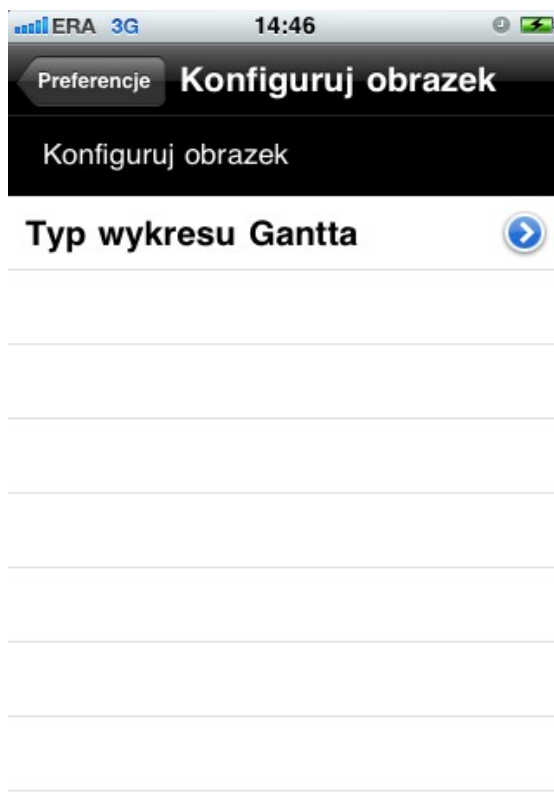 ERA 3G 14:46
Preferencje Konfiguruj obrazek
Konfiguruj obrazek
Typ wykresu Gantta